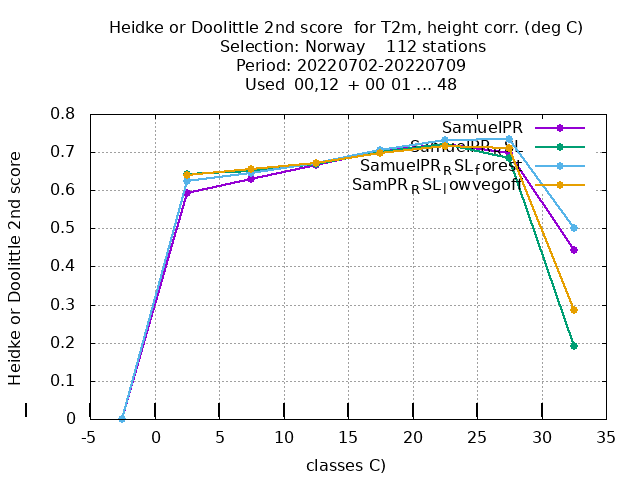 Heidke or Doolittle 2nd score for T2m, height corr. (deg C)
Selection: Norway 112 stations
Period: 20220702-20220709
Used 00,12 + 00 01 ... 48
Heidke or Doolittle 2nd score
0.8
0.7
0.6
0.5
0.4
0.3
0.2
0.1
0
SamuelPR
SamuelPR_RSL
SamuelPR_RSL_forest
SamPR_RSL_lowvegoff
-5 0 5 10 15 20 25 30 35
classes C)